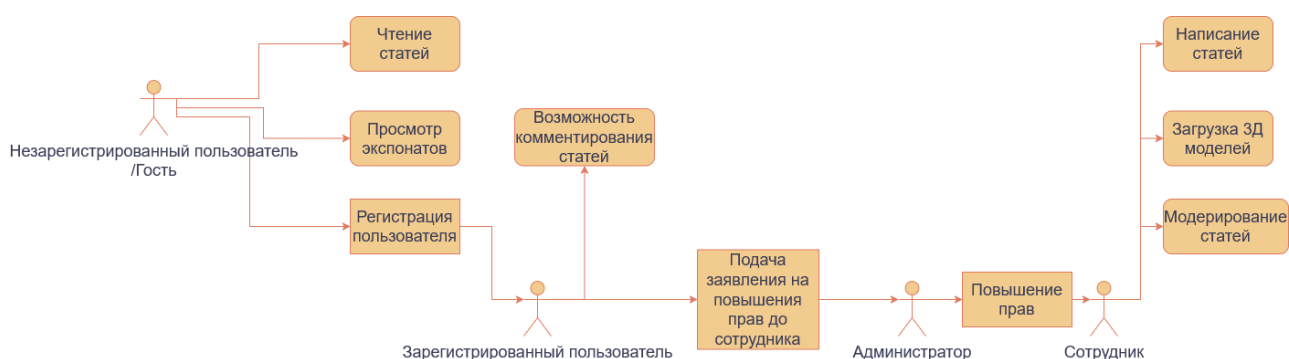 Чтение
статей
Незарегистрированный пользователь
/Гость
Просмотр
экспонатов
Регистрация
пользователя
Возможность
комментирования
статей
Зарегистрированный пользователь
Подача
заявления на
повышения
прав до
сотрудника
Администратор
Повышение
прав
Сотрудник
Написание
статей
Загрузка 3Д
моделей
Модерирование
статей